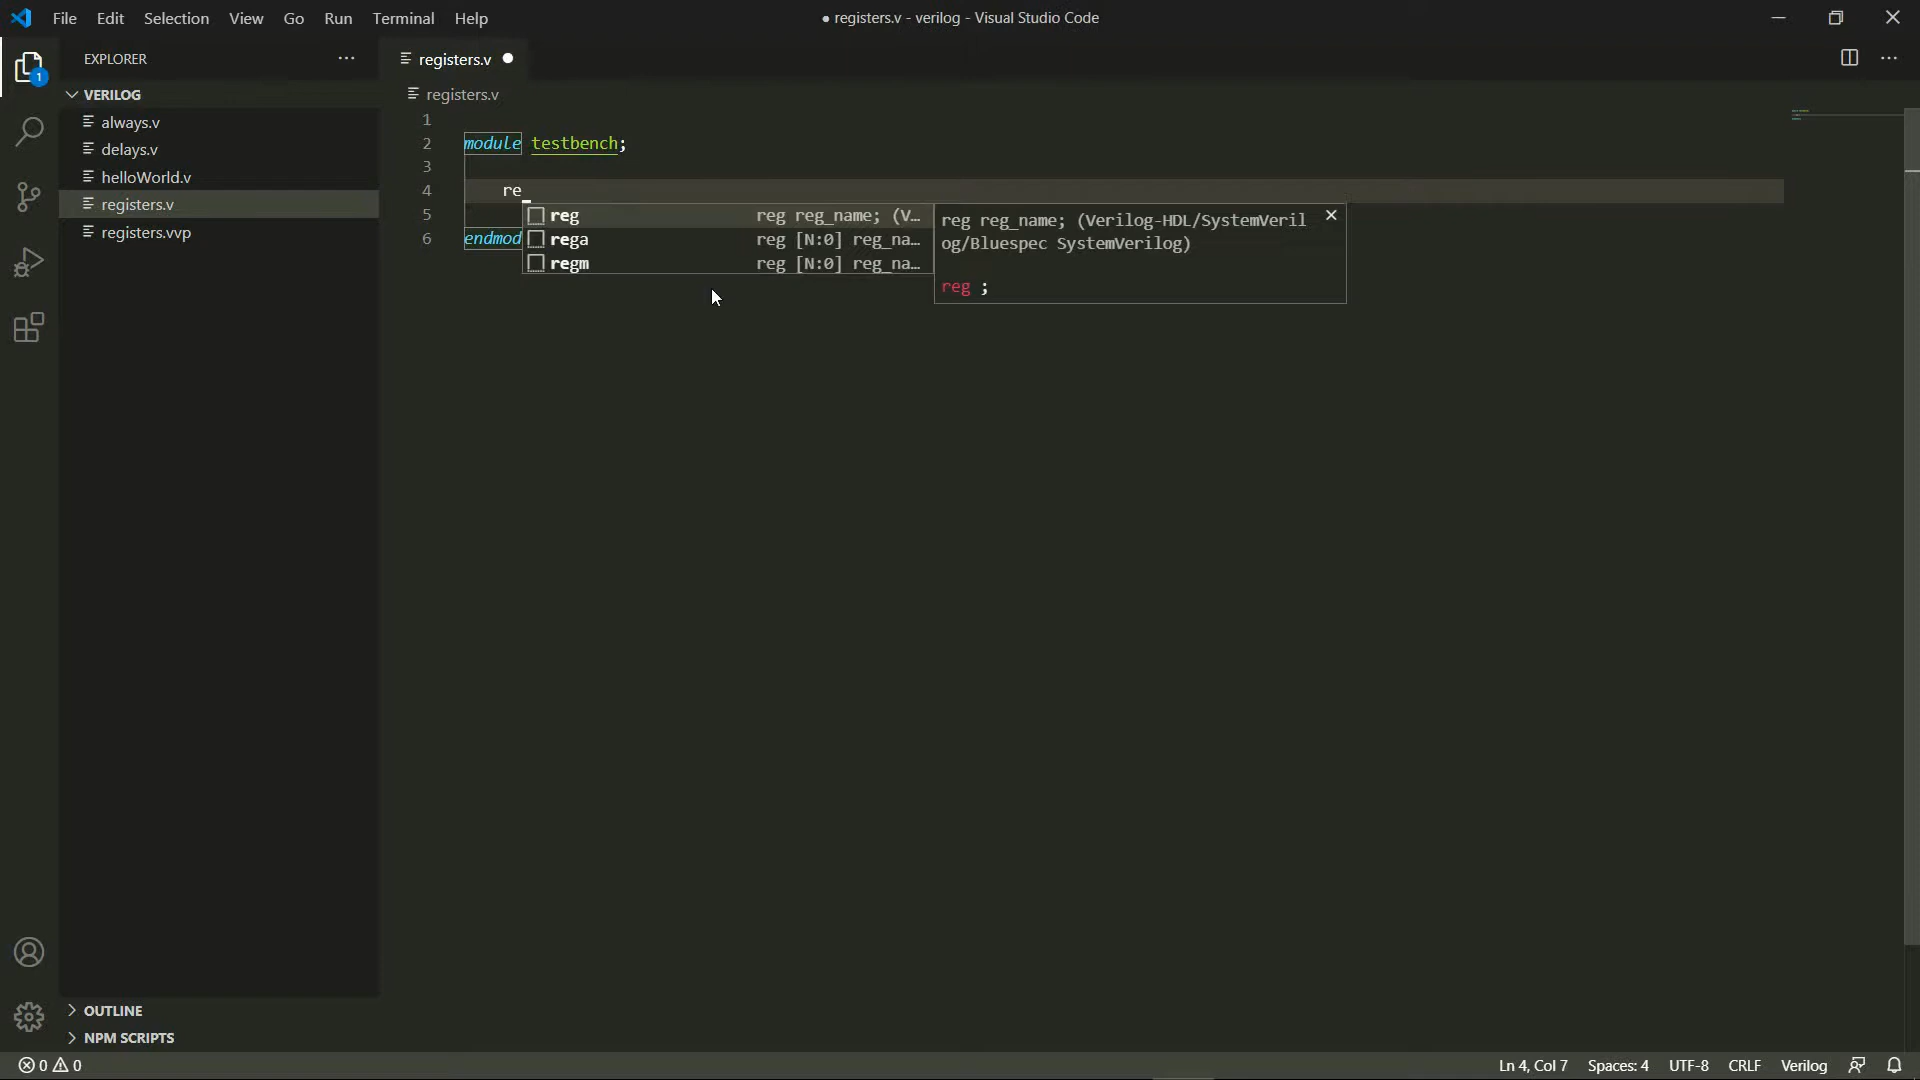 File Edit Selection View Go Run Terminal Help
● registers.v - verilog - Visual Studio Code
EXPLORER
registers.v
1
VERILOG
registers.v
always.v
delays.v
helloWorld.v
registers.v
registers.vvp
1
2 module testbench;
3
4 re
5
6 endmod
reg reg reg_name; (V…
rega reg [N:0] reg_na…
regm reg [N:0] reg_na…
reg reg_name; (Verilog-HDL/SystemVeril
og/Bluespec SystemVerilog)
reg ;
OUTLINE
NPM SCRIPTS
0 0
Ln 4, Col 7 Spaces: 4 UTF-8 CRLF Verilog